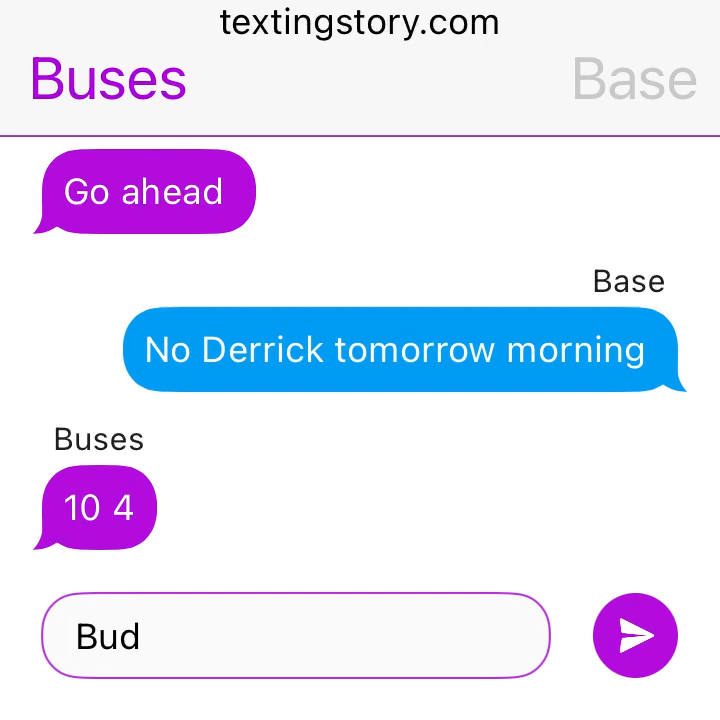 textingstory.com
Buses Base
Go ahead
Base
No Derrick tomorrow morning
Buses
10 4
Bud